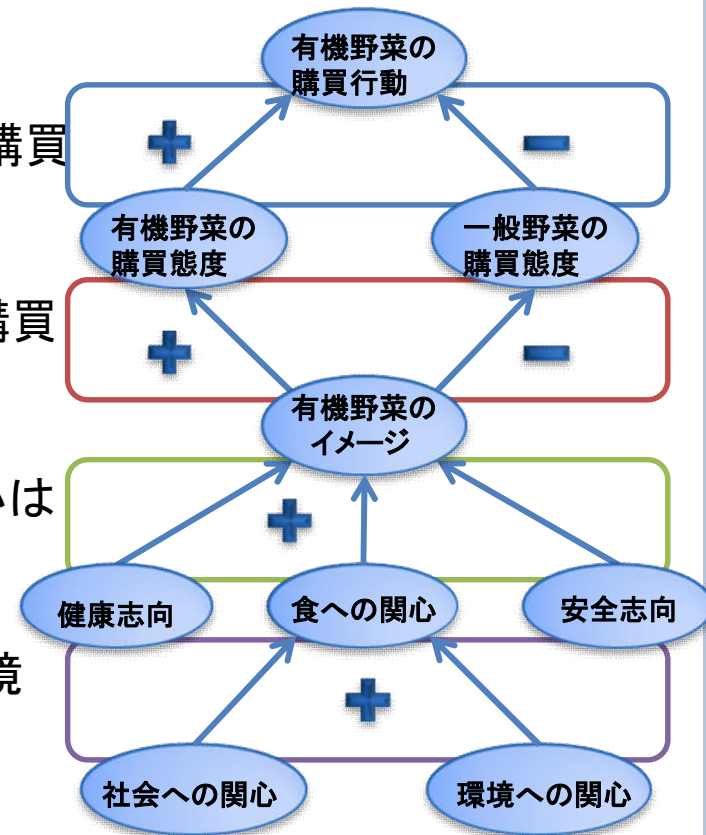 有機野菜の
購買行動
購買
有機野菜の
購買態度
一般野菜の
購買態度
購買
有機野菜の
イメージ
いは
健康志向
食への関心
安全志向
境
社会への関心
環境への関心